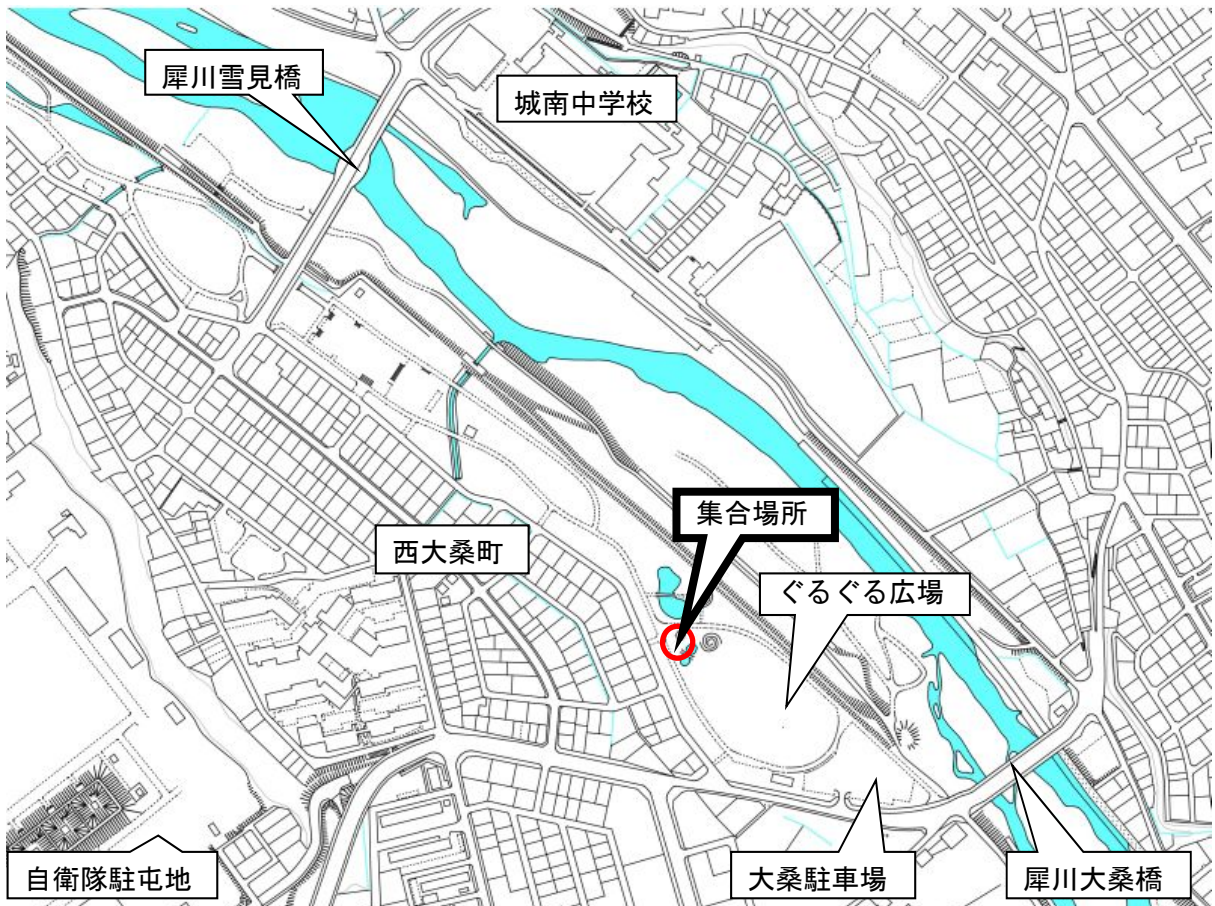 犀川雪見橋
城南中学校
集合場所
西大桑町
ぐるぐる広場
自衛隊駐屯地
大桑駐車場
犀川大桑橋